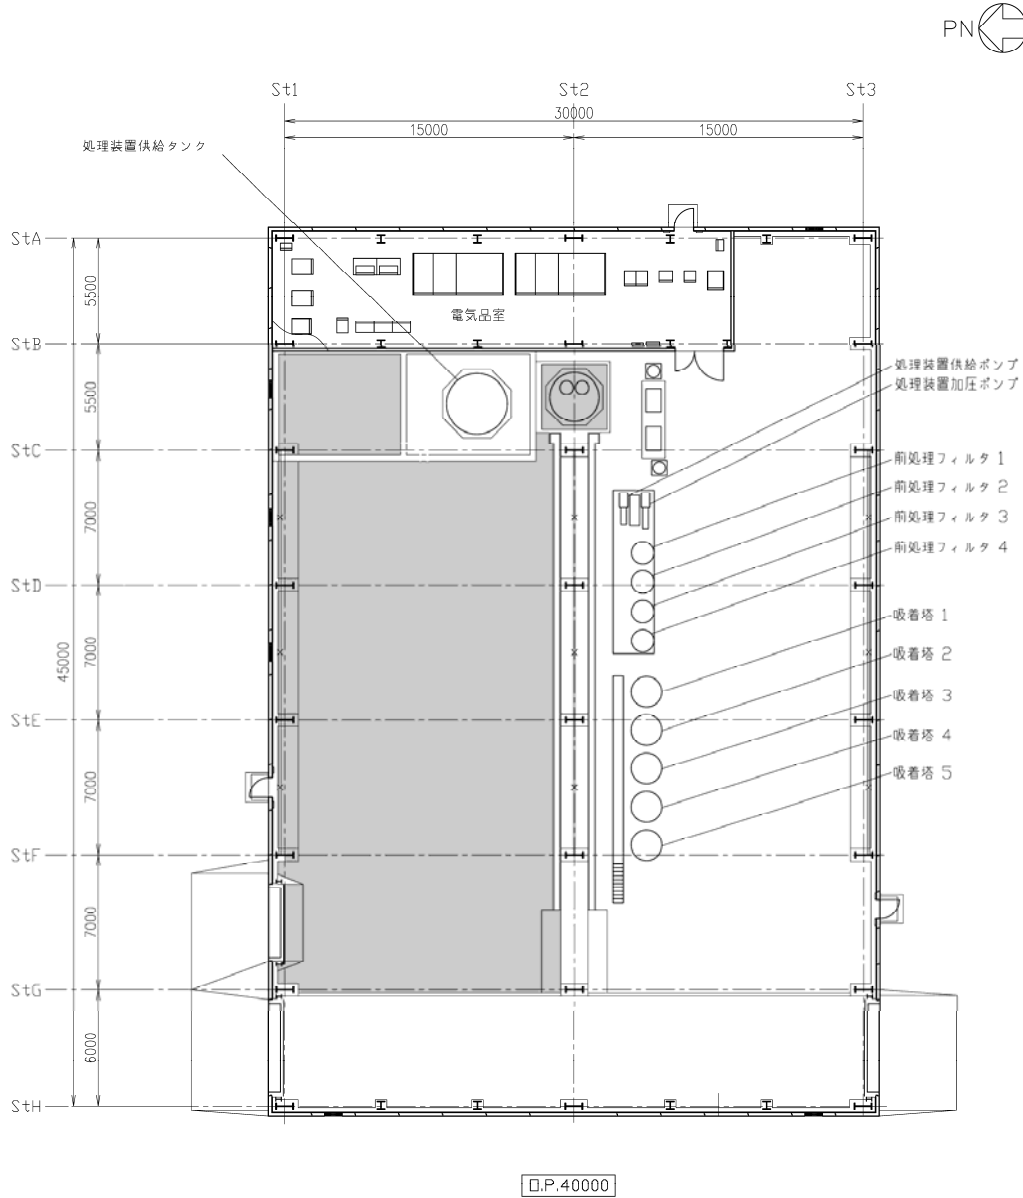 PN
St1
St2
St3
30000
15000
15000
処理装置供給タンク
StA
5500
電気品室
StB
処理装置供給ポンプ
処理装置加圧ポンプ
5500
StC
前処理フィルタ 1
前処理フィルタ 2
7000
前処理フィルタ 3
前処理フィルタ 4
StD
吸着塔 1
7000
45000
吸着塔 2
吸着塔 3
StE
吸着塔 4
吸着塔 5
7000
StF
7000
StG
6000
StH
O.P.40000